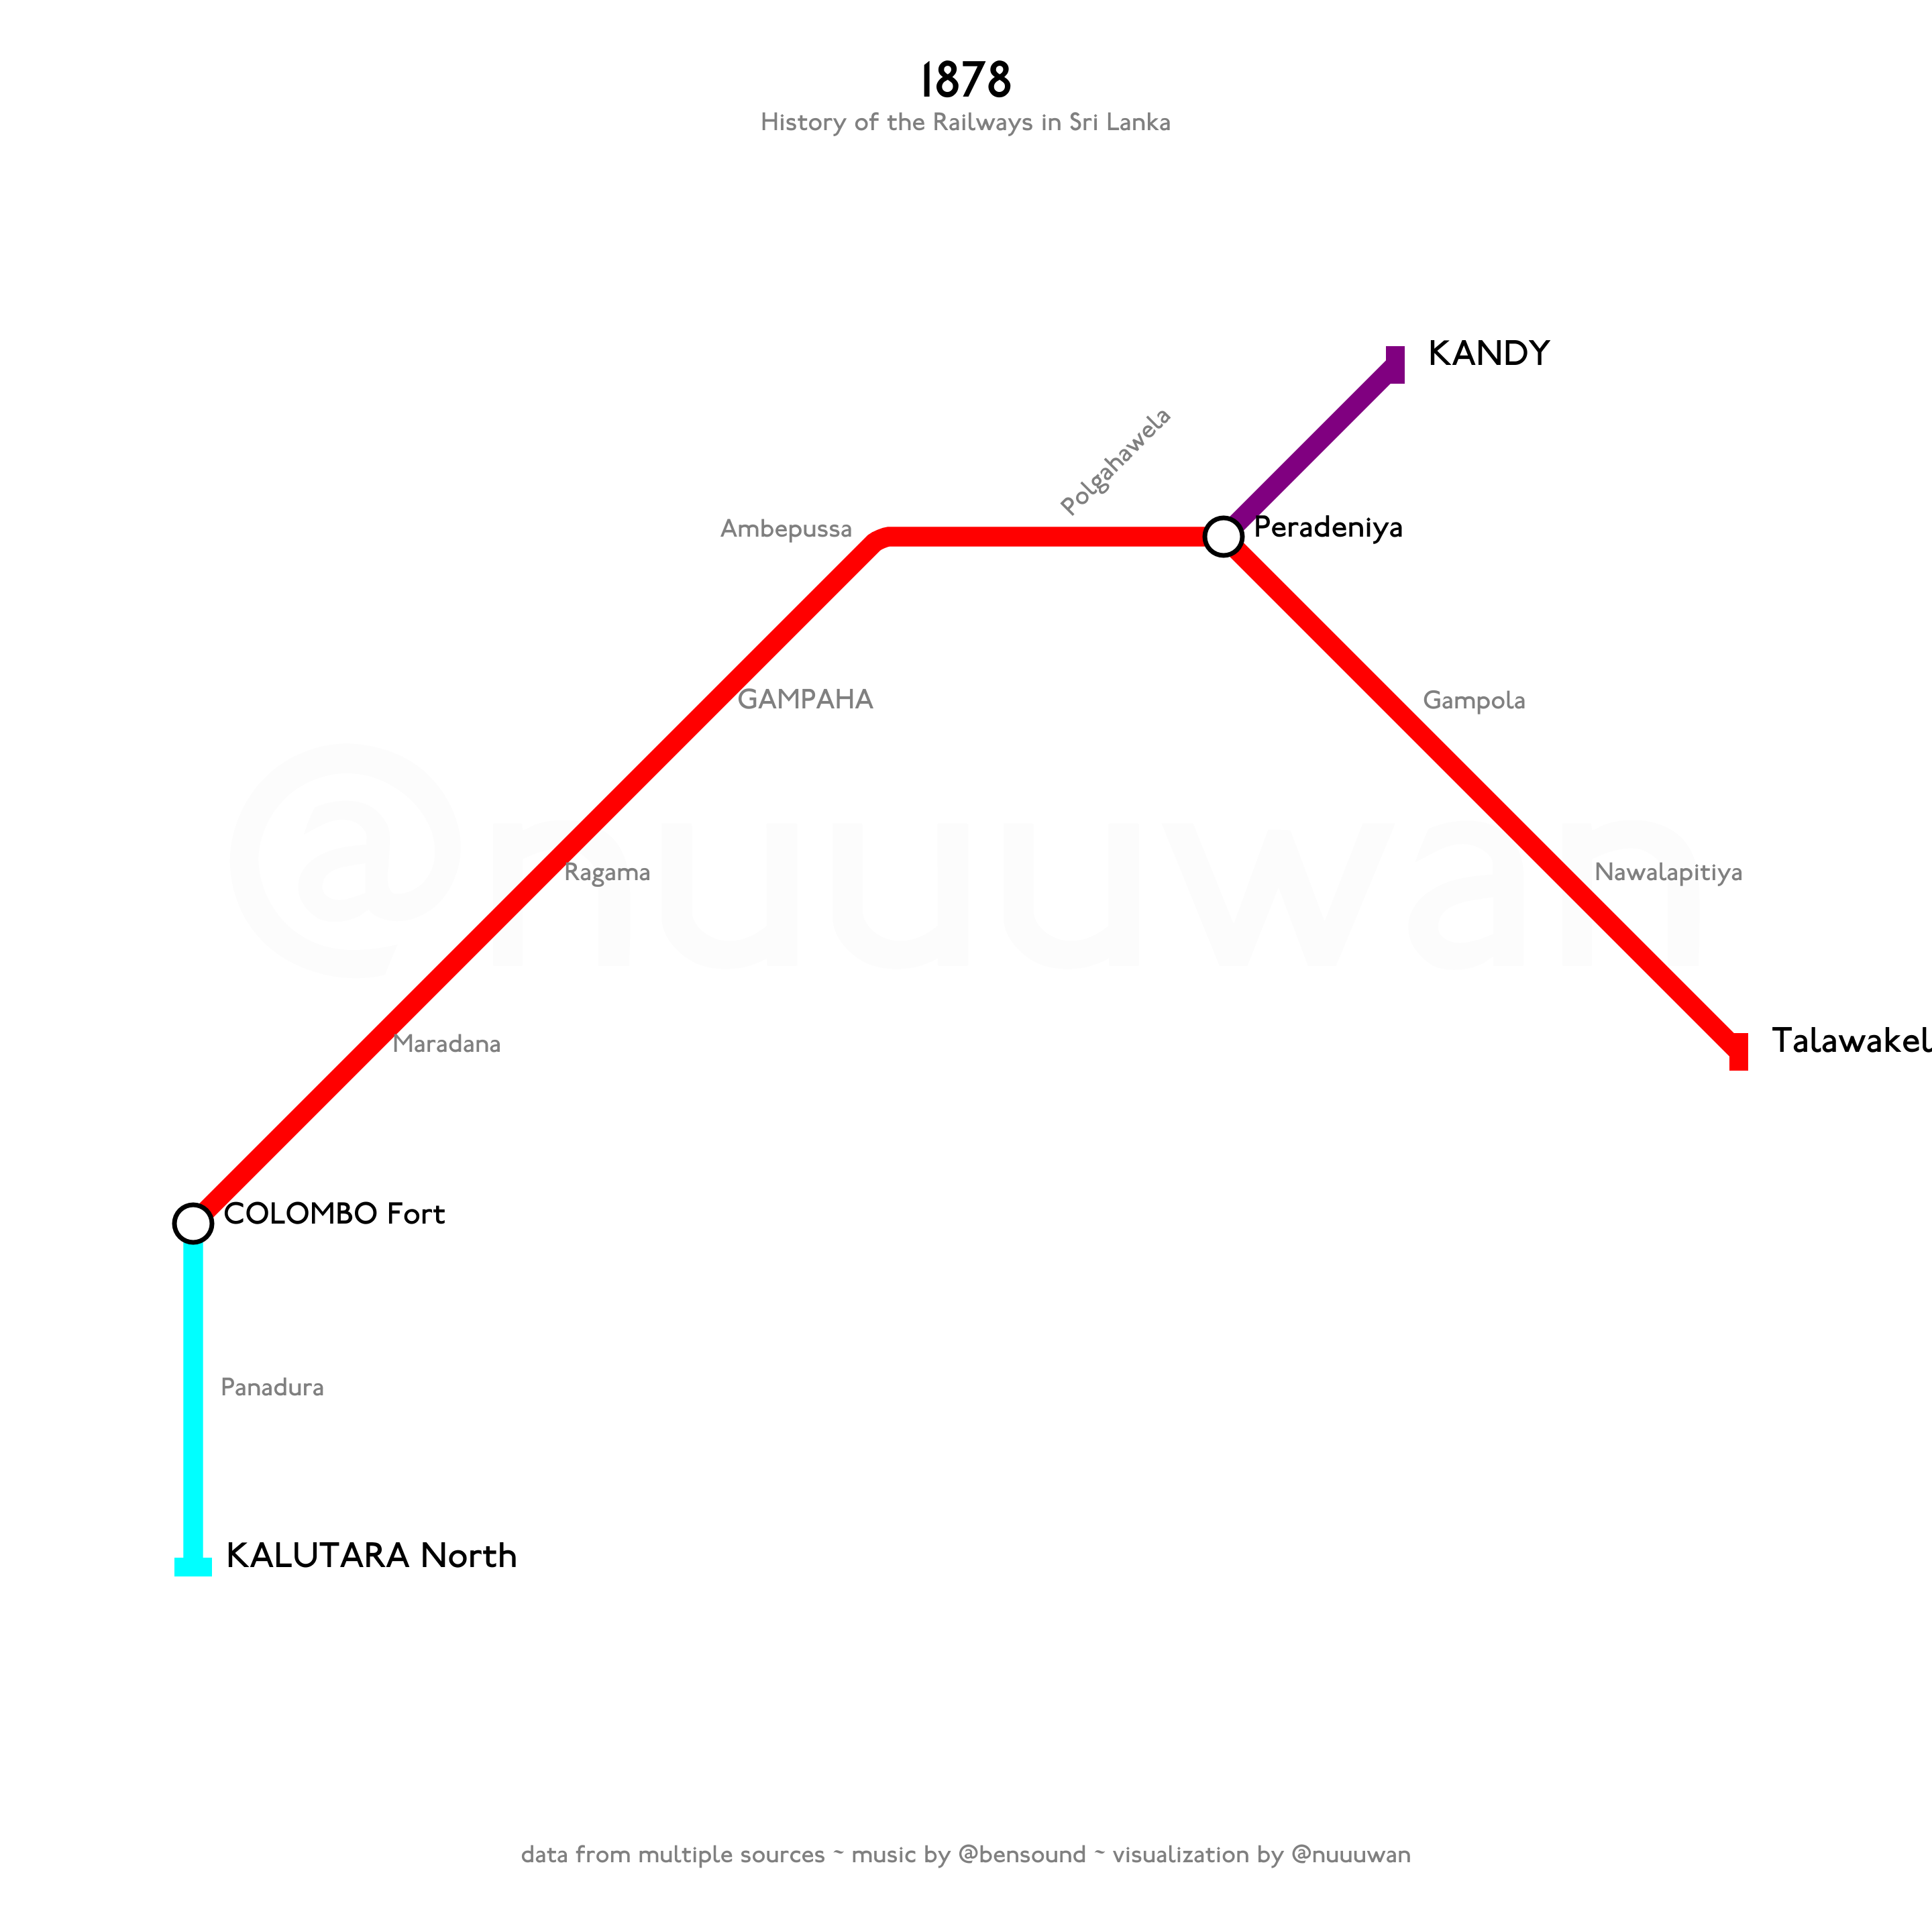 1878
History of the Railways in Sri Lanka
KANDY
Polgahawela
Ambepussa
Peradeniya
GAMPAHA
Gampola
@nuuuwan
Ragama
Nawalapitiya
Maradana
Talawakel
COLOMBO Fort
Panadura
KALUTARA North
data from multiple sources ~ music by @bensound ~ visualization by @nuuuwan